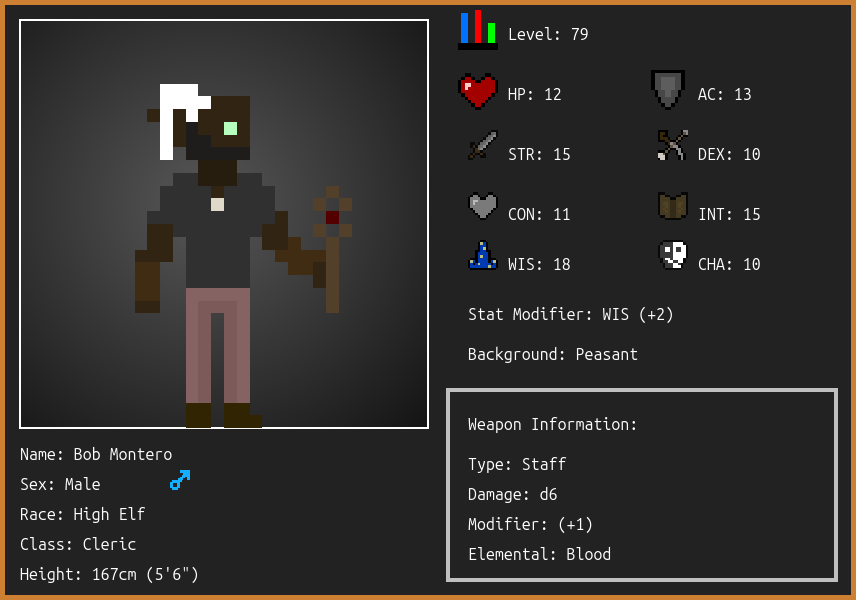 Level: 79
HP: 12
AC: 13
STR: 15
DEX: 10
CON: 11
INT: 15
WIS: 18
CHA: 10
Stat Modifier: WIS (+2)
Background: Peasant
Weapon Information:
Type: Staff
Damage: d6
Modifier: (+1)
Elemental: Blood
Name: Bob Montero
Sex: Male
Race: High Elf
Class: Cleric
Height: 167cm (5'6")